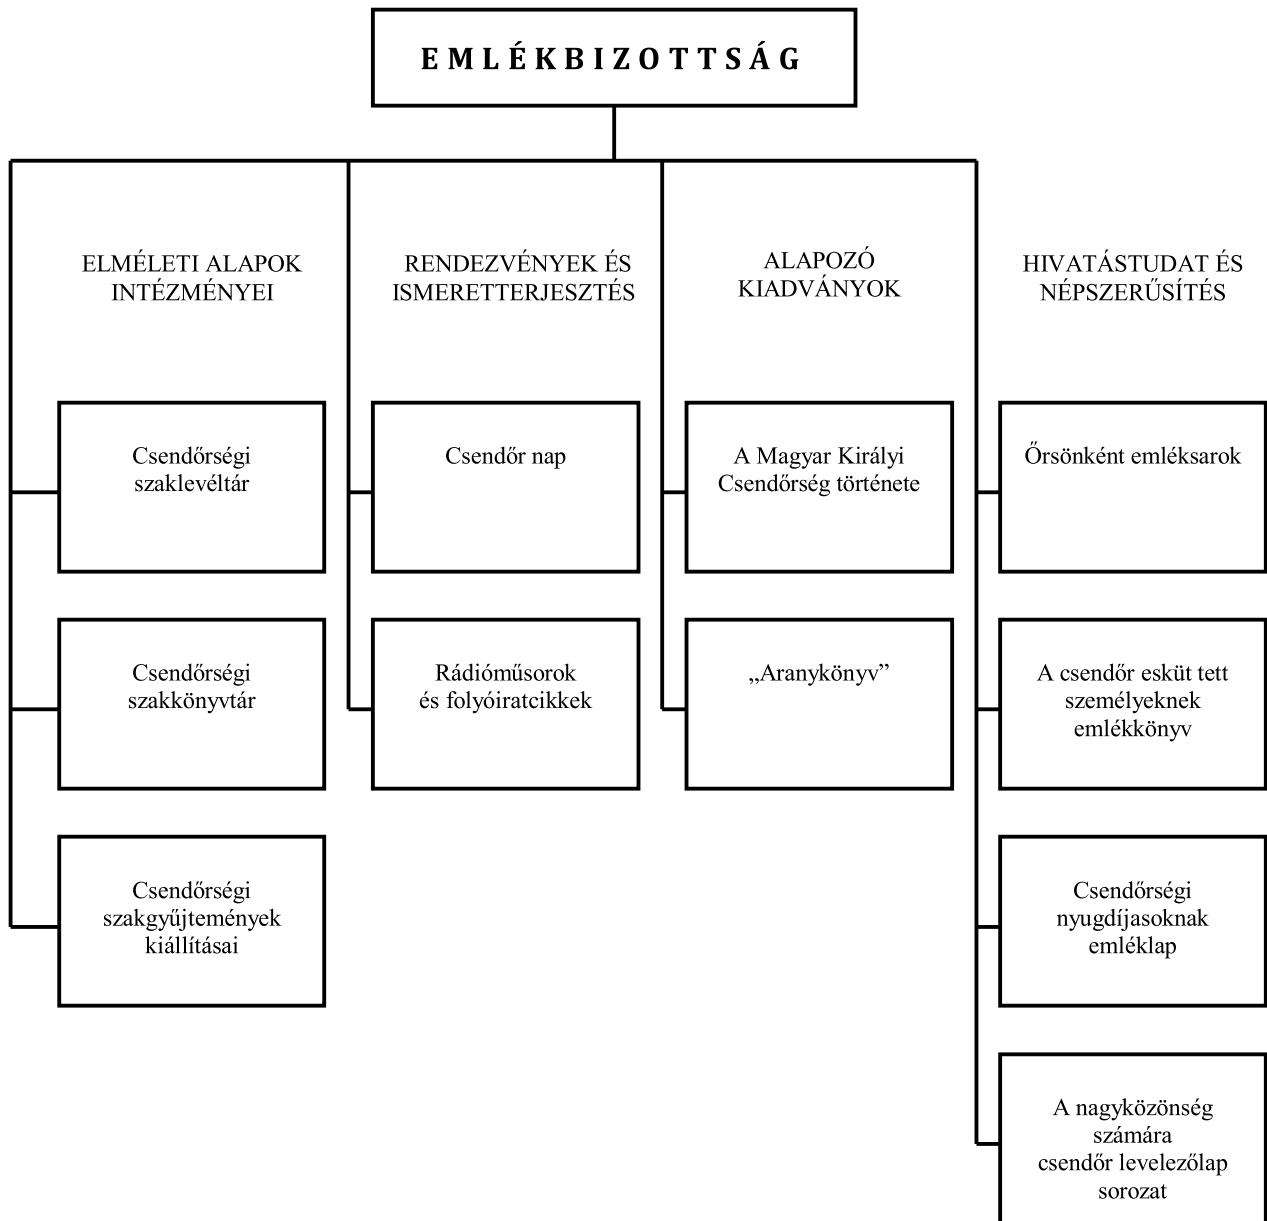 EMLÉKBIZOTTSÁG
ELMÉLETI ALAPOK
INTÉZMÉNYEI
Csendőrségi
szaklevéltár
Csendőrségi
szakkönyvtár
Csendőrségi
szakgyűjtemények
kiállításai
RENDEZVÉNYEK ÉS
ISMERETTERJESZTÉS
Csendőr nap
Rádióműsorok
és folyóiratcikkek
ALAPOZÓ
KIADVÁNYOK
A Magyar Királyi
Csendőrség története
„Aranykönyv”
HIVATÁSTUDAT ÉS
NÉPSZERŰSÍTÉS
Őrsönként emléksarok
A csendőr esküt tett
személyeknek
emlékkönyv
Csendőrségi
nyugdíjasoknak
emléklap
A nagyközönség
számára
csendőr levelezőlap
sorozat